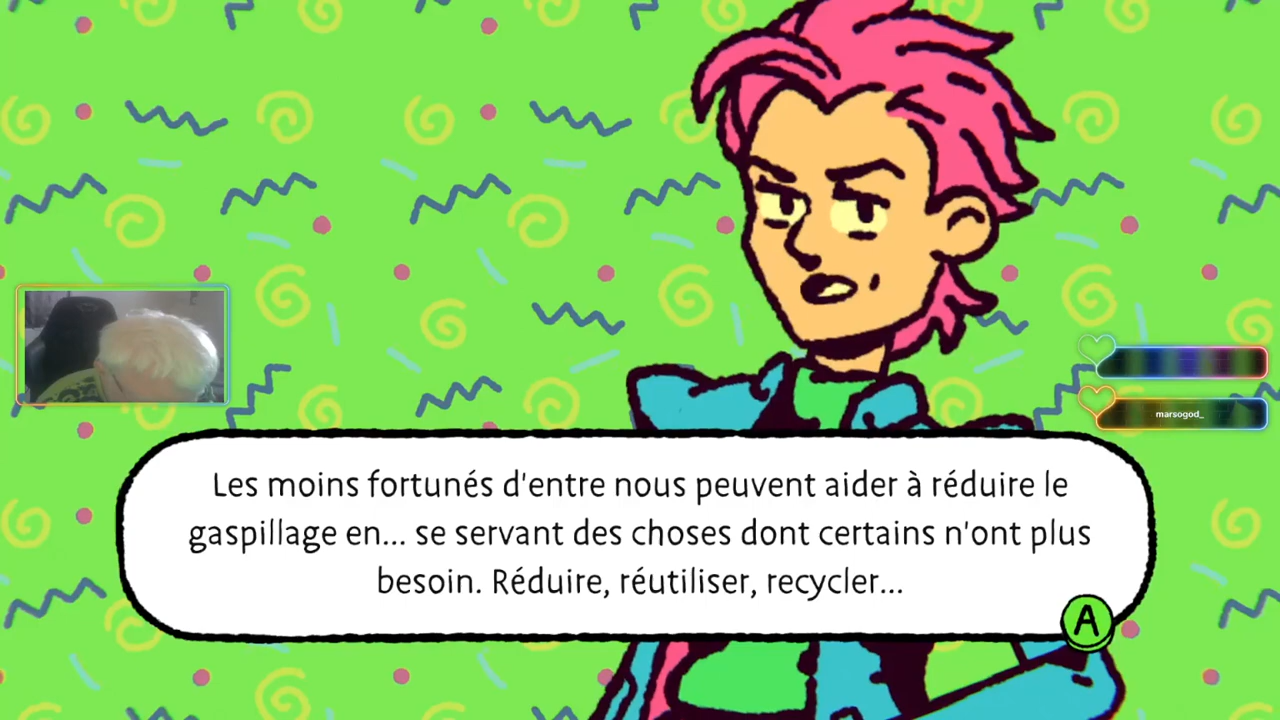 marsogod_
Les moins fortunés d'entre nous peuvent aider à réduire le
gaspillage en... se servant des choses dont certains n'ont plus
besoin. Réduire, réutiliser, recycler...
A